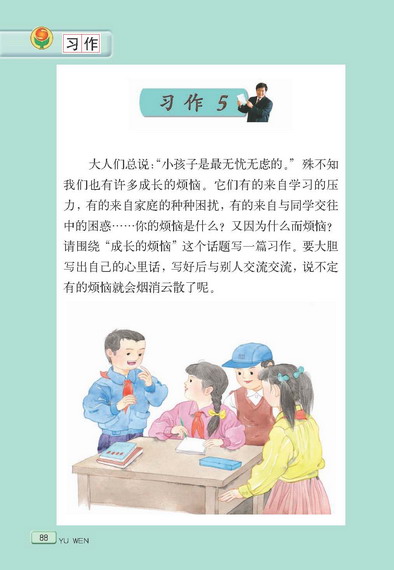 习作
习作5
大人们总说：“小孩子是最无忧无虑的。”殊不知
我们也有许多成长的烦恼。它们有的来自学习的压
力，有的来自家庭的种种困扰，有的来自与同学交往
中的困惑……你的烦恼是什么？又因为什么而烦恼？
请围绕“成长的烦恼”这个话题写一篇习作。要大胆
写出自己的心里话，写好后与别人交流交流，说不定
有的烦恼就会烟消云散了呢。
88 YU WEN